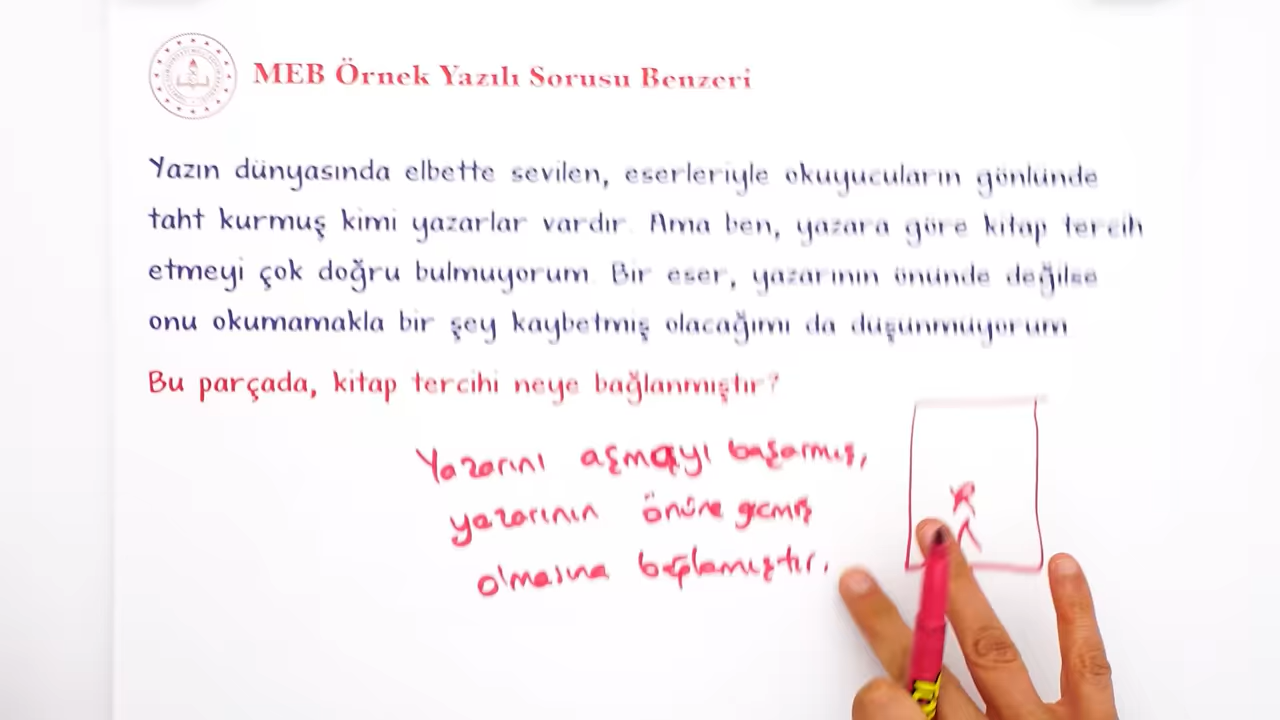 MEB Örnek Yazılı Sorusu Benzeri
Yazın dünyasında elbette sevilen, eserleriyle okuyucuların gönlünde
taht kurmuş kimi yazarlar vardır. Ama ben, yazara göre kitap tercih
etmeyi çok doğru bulmuyorum. Bir eser, yazarının önünde değilse
onu okumamakla bir şey kaybetmiş olacağımı da düşünmüyorum
Bu parçada, kitap tercihi neye bağlanmıştır?
Yazarını aşmayı başarmış,
yazarının önüne geçmiş
olmasına bağlamıştır.